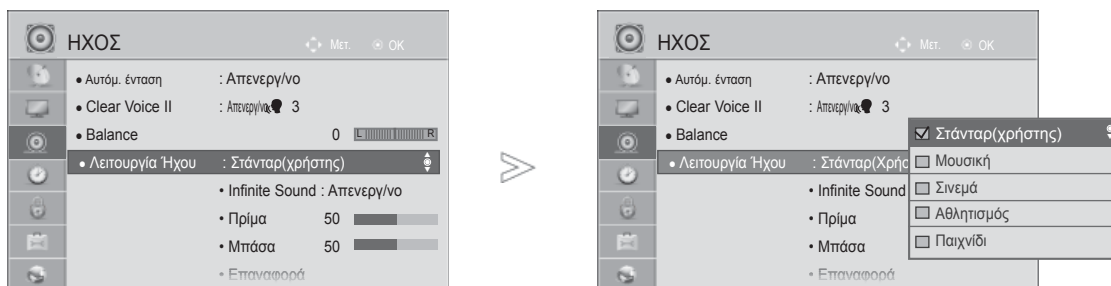 ΗΧΟΣ Μετ. OK
• Αυτόμ. ένταση : Απενεργ/νο
• Clear Voice II : Απενεργ/νο 3
• Balance 0 L R
• Λειτουργία Ήχου : Στάνταρ(χρήστης)
• Infinite Sound : Απενεργ/νο
• Πρίμα 50
• Μπάσα 50
• Επαναφορά
ΗΧΟΣ Μετ. OK
• Αυτόμ. ένταση : Απενεργ/νο
• Clear Voice II : Απενεργ/νο 3
• Balance
• Λειτουργία Ήχου : Στάνταρ(Χρήσ
• Infinite Sound
• Πρίμα
• Μπάσα
• Επαναφορά
Στάνταρ(χρήστης)
Μουσική
Σινεμά
Αθλητισμός
Παιχνίδι